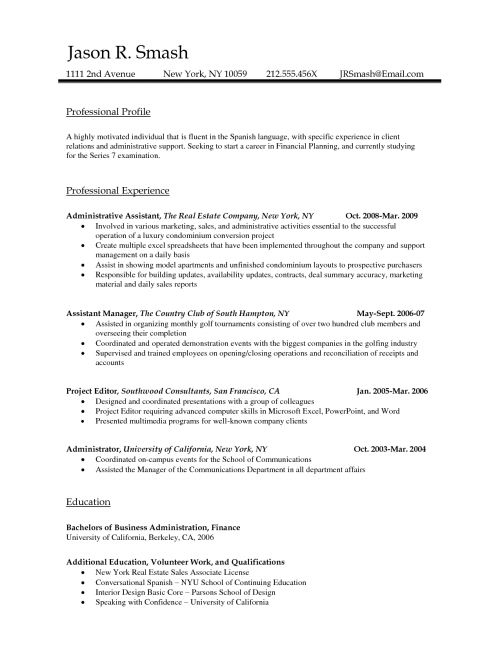 Jason R. Smash
1111 2nd Avenue New York, NY 10059 212.555.456X JRSmash@Email.com
Professional Profile
A highly motivated individual that is fluent in the Spanish language, with specific experience in client
relations and administrative support. Seeking to start a career in Financial Planning, and currently studying
for the Series 7 examination.
Professional Experience
Administrative Assistant, The Real Estate Company, New York, NY Oct. 2008-Mar. 2009
• Involved in various marketing, sales, and administrative activities essential to the successful
operation of a luxury condominium conversion project
• Create multiple excel spreadsheets that have been implemented throughout the company and support
management on a daily basis
• Assist in showing model apartments and unfinished condominium layouts to prospective purchasers
• Responsible for building updates, availability updates, contracts, deal summary accuracy, marketing
material and daily sales reports
Assistant Manager, The Country Club of South Hampton, NY May-Sept. 2006-07
• Assisted in organizing monthly golf tournaments consisting of over two hundred club members and
overseeing their completion
• Coordinated and operated demonstration events with the biggest companies in the golfing industry
• Supervised and trained employees on opening/closing operations and reconciliation of receipts and
accounts
Project Editor, Southwood Consultants, San Francisco, CA Jan. 2005-Mar. 2006
• Designed and coordinated presentations with a group of colleagues
• Project Editor requiring advanced computer skills in Microsoft Excel, PowerPoint, and Word
• Presented multimedia programs for well-known company clients
Administrator, University of California, New York, NY Oct. 2003-Mar. 2004
• Coordinated on-campus events for the School of Communications
• Assisted the Manager of the Communications Department in all department affairs
Education
Bachelors of Business Administration, Finance
University of California, Berkeley, CA, 2006
Additional Education, Volunteer Work, and Qualifications
• New York Real Estate Sales Associate License
• Conversational Spanish – NYU School of Continuing Education
• Interior Design Basic Core – Parsons School of Design
• Speaking with Confidence – University of California